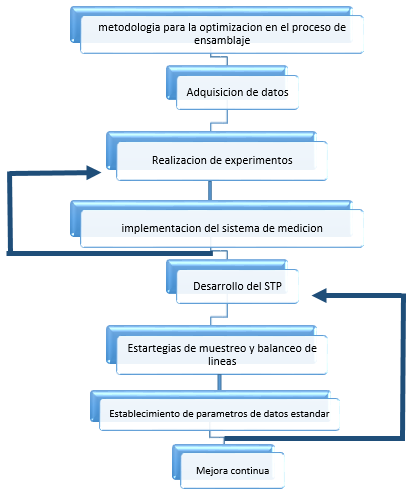 metodologia para la optimizacion en el proceso de
ensamblaje
Adquisicion de datos
Realizacion de experimentos
implementacion del sistema de medicion
Desarrollo del STP
Estartegias de muestreo y balanceo de
lineas
Establecimiento de parametros de datos estandar
Mejora continua